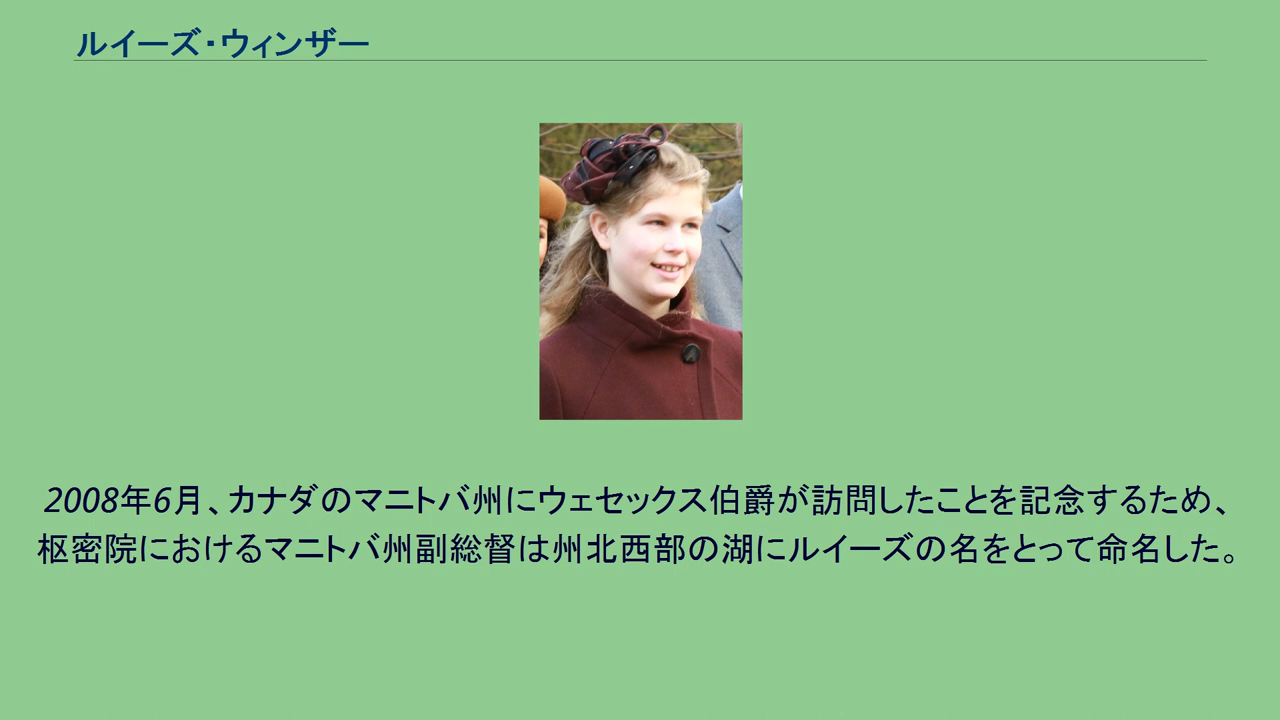 ルイーズ・ウィンザー
2008年6月、カナダのマニトバ州にウェセックス伯爵が訪問したことを記念するため、
枢密院におけるマニトバ州副総督は州北西部の湖にルイーズの名をとって命名した。